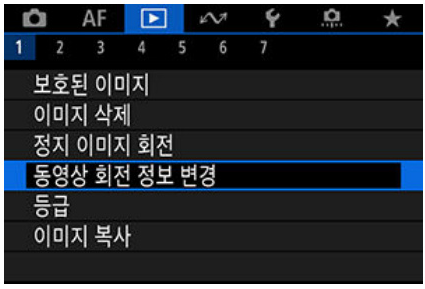 AF
1 2 3 4 5 6 7
보호된 이미지
이미지 삭제
정지 이미지 회전
동영상 회전 정보 변경
등급
이미지 복사